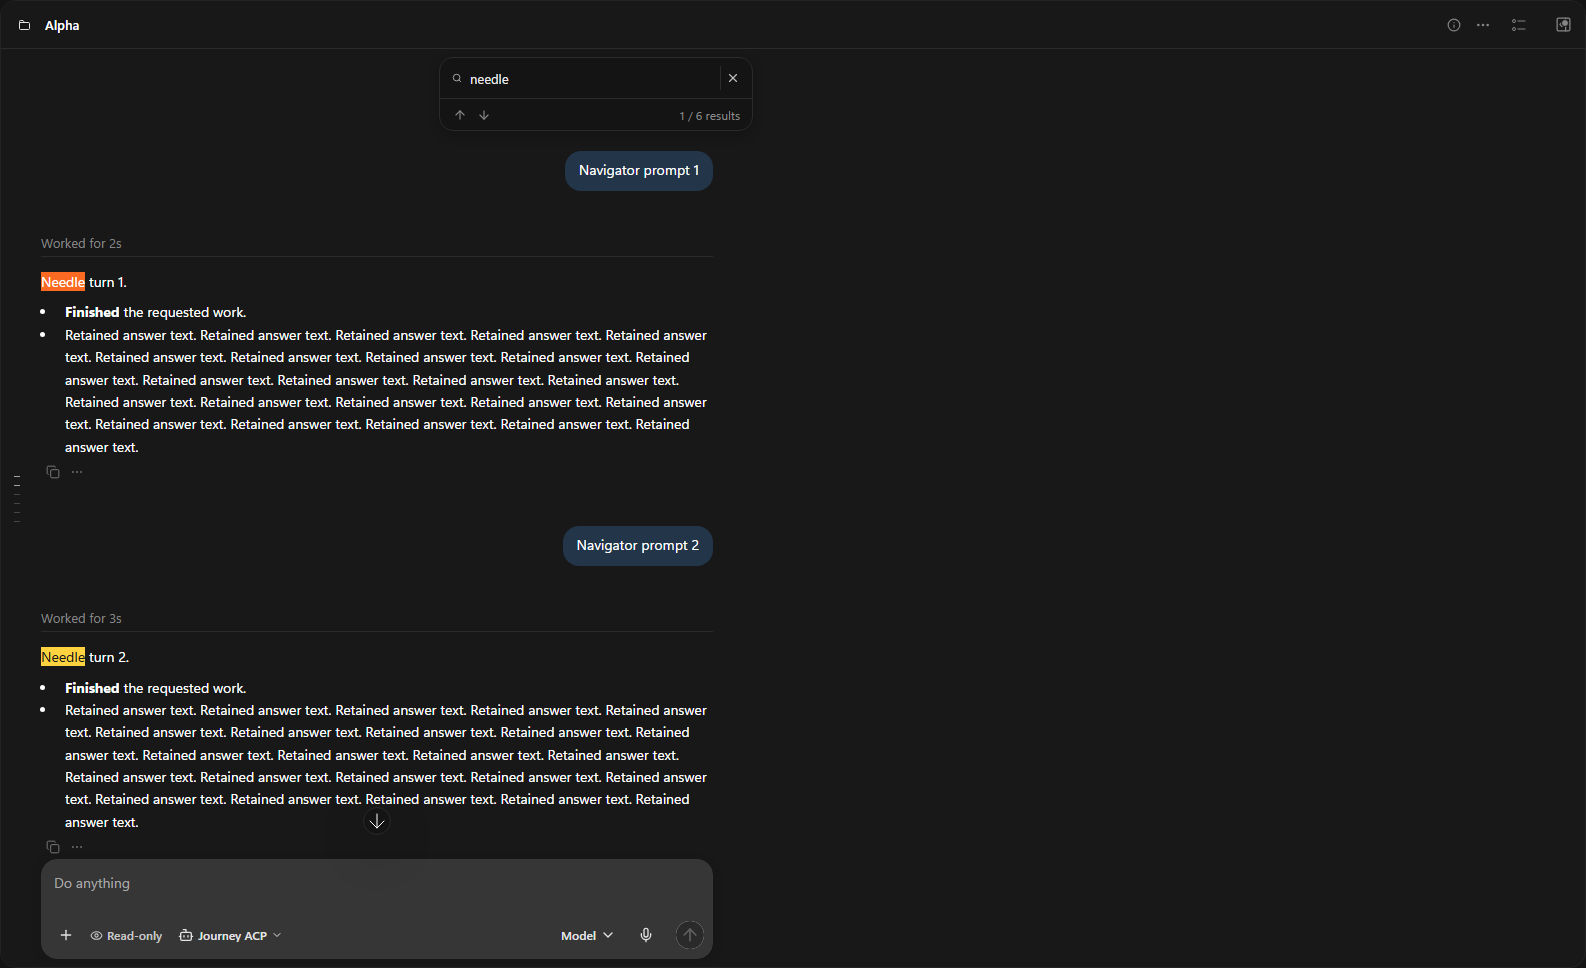 Alpha
needle
1 / 6 results
Navigator prompt 1
Worked for 2s
Needle turn 1.
Finished the requested work.
Retained answer text. Retained answer text. Retained answer text. Retained answer text. Retained answer
text. Retained answer text. Retained answer text. Retained answer text. Retained answer text. Retained
answer text. Retained answer text. Retained answer text. Retained answer text. Retained answer text.
Retained answer text. Retained answer text. Retained answer text. Retained answer text. Retained answer
text. Retained answer text. Retained answer text. Retained answer text. Retained answer text. Retained
answer text.
Navigator prompt 2
Worked for 3s
Needle turn 2.
Finished the requested work.
Retained answer text. Retained answer text. Retained answer text. Retained answer text. Retained answer
text. Retained answer text. Retained answer text. Retained answer text. Retained answer text. Retained
answer text. Retained answer text. Retained answer text. Retained answer text. Retained answer text.
Retained answer text. Retained answer text. Retained answer text. Retained answer text. Retained answer
text. Retained answer text. Retained answer text. Retained answer text. Retained answer text. Retained
answer text.
Do anything
Read-only Journey ACP Model